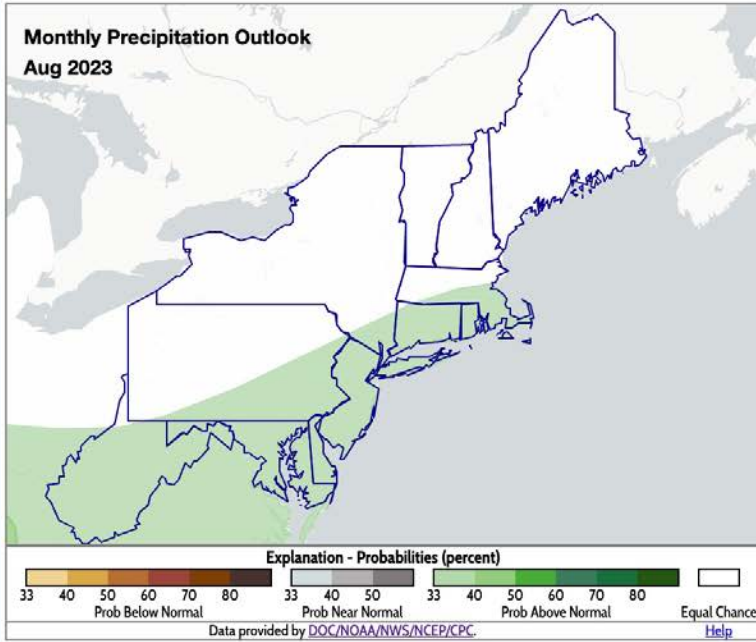 Monthly Precipitation Outlook
Aug 2023
Explanation - Probabilities (percent)
33 40 50 60 70 80 33 40 50 33 40 50 60 70 80
Prob Below Normal Prob Near Normal Prob Above Normal Equal Chance
Data provided by DOC/NOAA/NWS/NCEP/CPC. Help